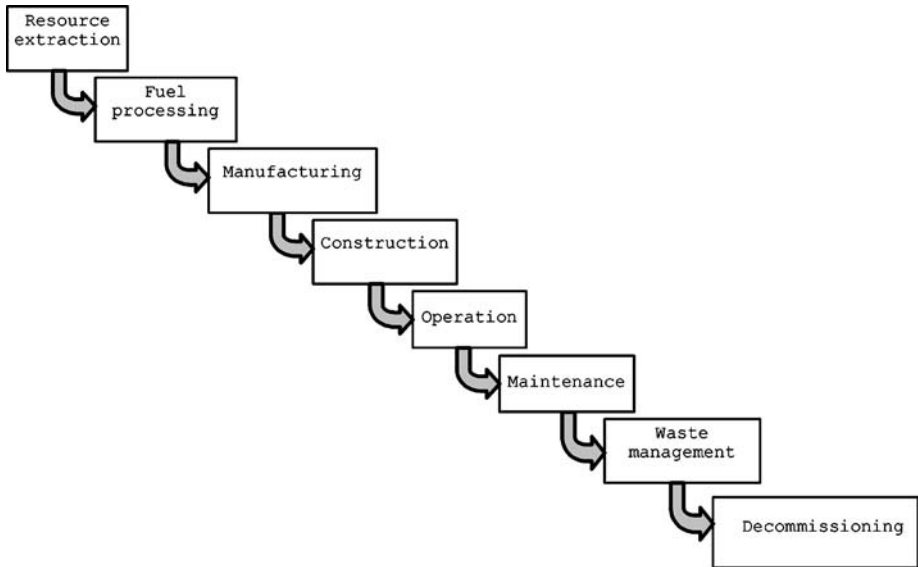 Resource
extraction
Fuel
processing
Manufacturing
Construction
Operation
Maintenance
Waste
management
Decommissioning